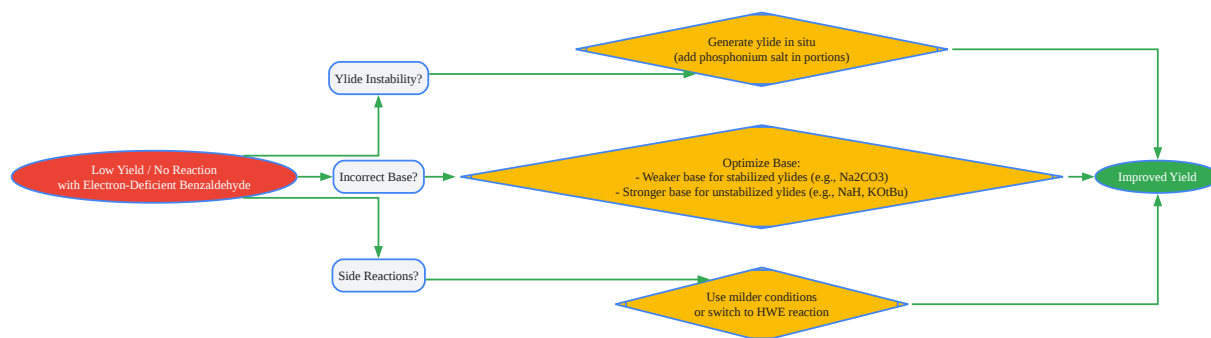 Low Yield / No Reaction
with Electron-Deficient Benzaldehyde
Ylide Instability?
Incorrect Base?
Side Reactions?
Generate ylide in situ
(add phosphonium salt in portions)
Optimize Base:
- Weaker base for stabilized ylides (e.g., Na2CO3)
- Stronger base for unstabilized ylides (e.g., NaH, KOtBu)
Use milder conditions
or switch to HWE reaction
Improved Yield